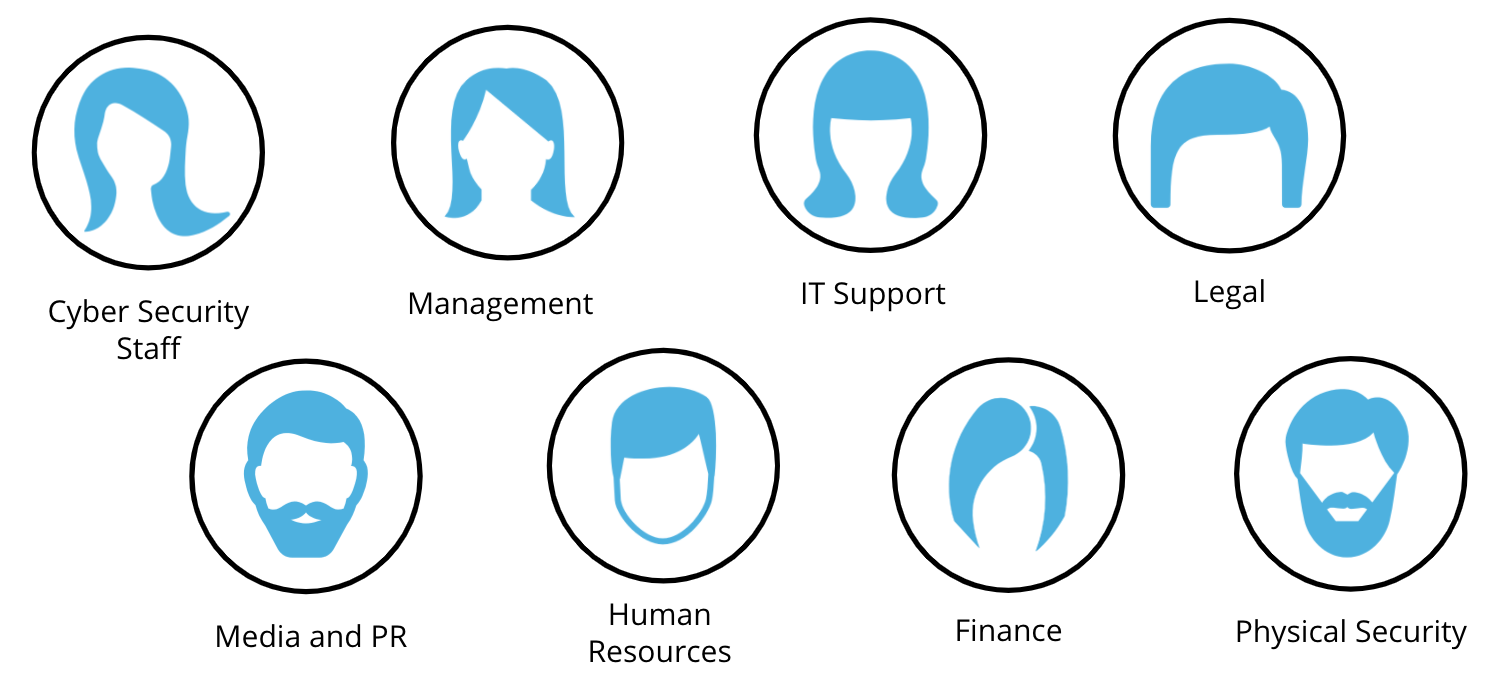 Cyber Security
Staff
Management
IT Support
Legal
Media and PR
Human
Resources
Finance
Physical Security